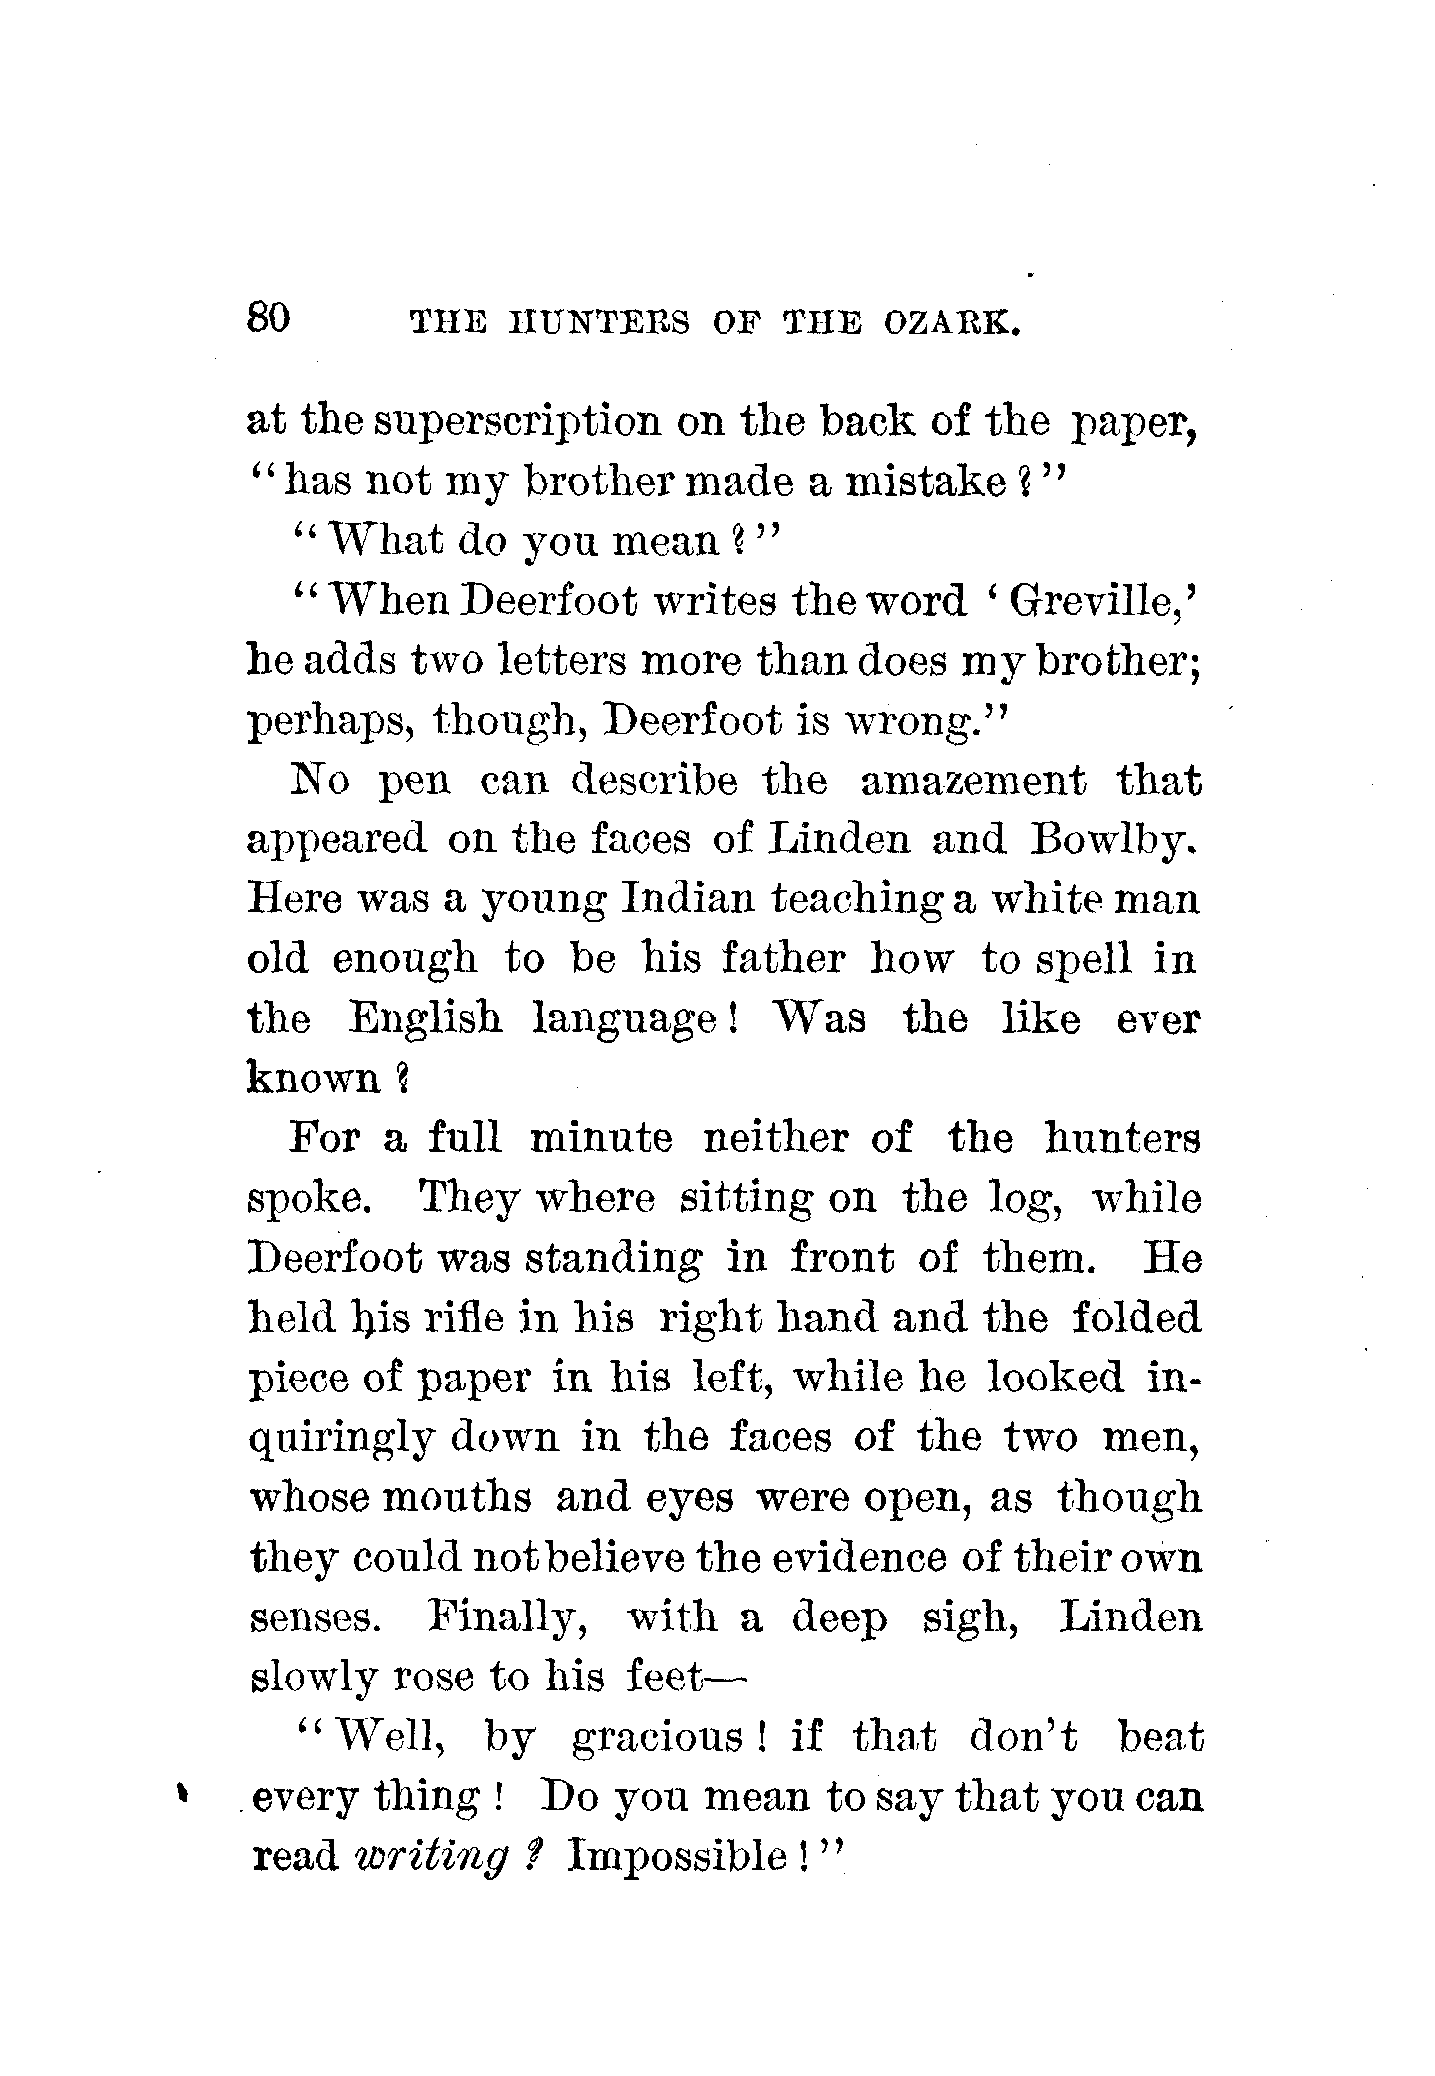 80 THE HUNTERS OF THE OZARK.
at the superscription on the back of the paper,
“has not my brother made a mistake?”
“What do you mean?”
“When Deerfoot writes the word ‘Greville,’
he adds two letters more than does my brother;
perhaps, though, Deerfoot is wrong.”
No pen can describe the amazement that
appeared on the faces of Linden and Bowlby.
Here was a young Indian teaching a white man
old enough to be his father how to spell in
the English language! Was the like ever
known?
For a full minute neither of the hunters
spoke. They where sitting on the log, while
Deerfoot was standing in front of them. He
held his rifle in his right hand and the folded
piece of paper in his left, while he looked in-
quiringly down in the faces of the two men,
whose mouths and eyes were open, as though
they could not believe the evidence of their own
senses. Finally, with a deep sigh, Linden
slowly rose to his feet—
“Well, by gracious! if that don’t beat
every thing! Do you mean to say that you can
read writing? Impossible!”